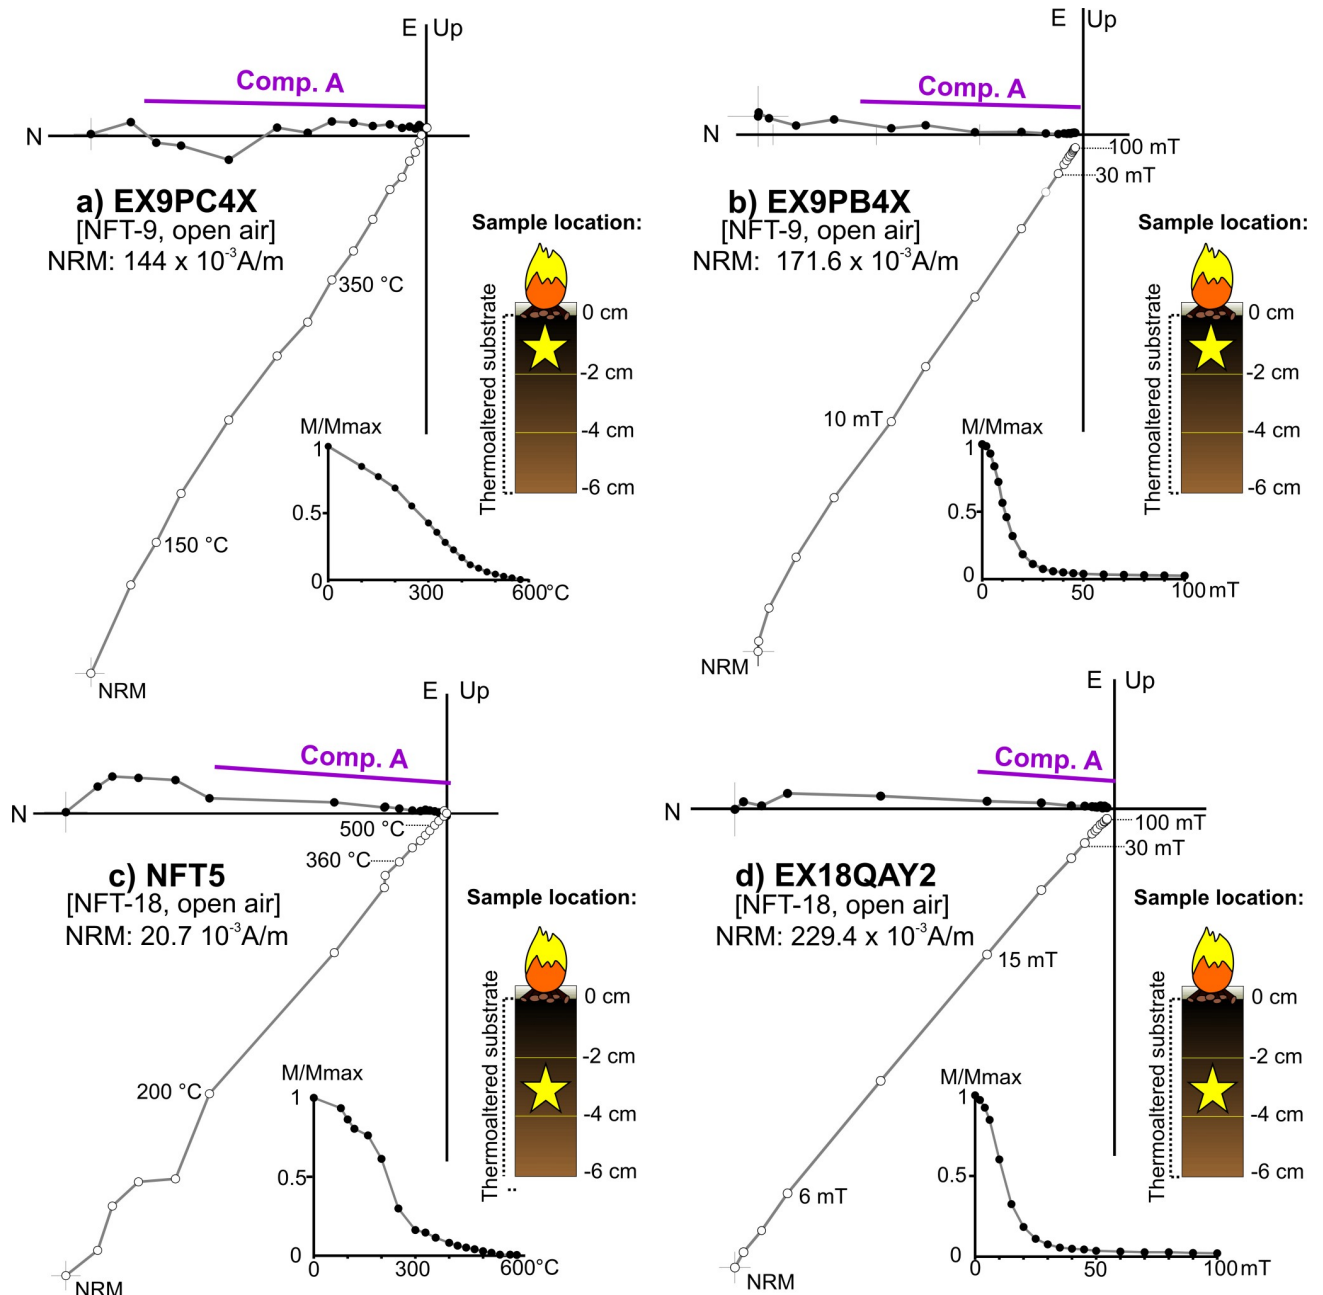 E Up
Comp. A
N
a) EX9PC4X
[NFT-9, open air]
NRM: 144 x 10-3A/m
350 °C
150 °C
NRM
Sample location:
Thermoaltered substrate
0 cm
-2 cm
-4 cm
-6 cm
M/Mmax
1
0.5
0
0 300 600°C
E Up
Comp. A
N
100 mT
30 mT
b) EX9PB4X
[NFT-9, open air]
NRM: 171.6 x 10-3A/m
10 mT
NRM
Sample location:
Thermoaltered substrate
0 cm
-2 cm
-4 cm
-6 cm
M/Mmax
1
0.5
0
0 50 100 mT
E Up
Comp. A
N
500 °C
360 °C
c) NFT5
[NFT-18, open air]
NRM: 20.7 10-3A/m
200 °C
NRM
Sample location:
Thermoaltered substrate
0 cm
-2 cm
-4 cm
-6 cm
M/Mmax
1
0.5
0
0 300 600°C
E Up
Comp. A
N
100 mT
30 mT
d) EX18QAY2
[NFT-18, open air]
NRM: 229.4 x 10-3A/m
15 mT
6 mT
NRM
Sample location:
Thermoaltered substrate
0 cm
-2 cm
-4 cm
-6 cm
M/Mmax
1
0.5
0
0 50 100 mT